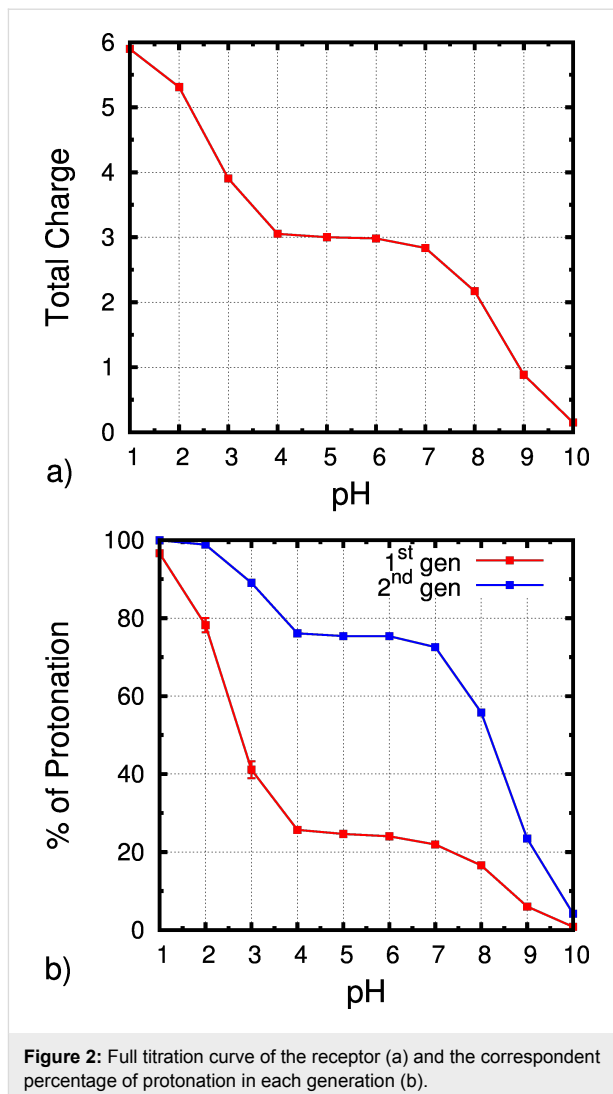 6
5
4
3
2
1
0
Total Charge
1 2 3 4 5 6 7 8 9 10
pH
a)
100
80
60
40
20
0
% of Protonation
1st gen
2nd gen
1 2 3 4 5 6 7 8 9 10
pH
b)
Figure 2: Full titration curve of the receptor (a) and the correspondent
percentage of protonation in each generation (b).